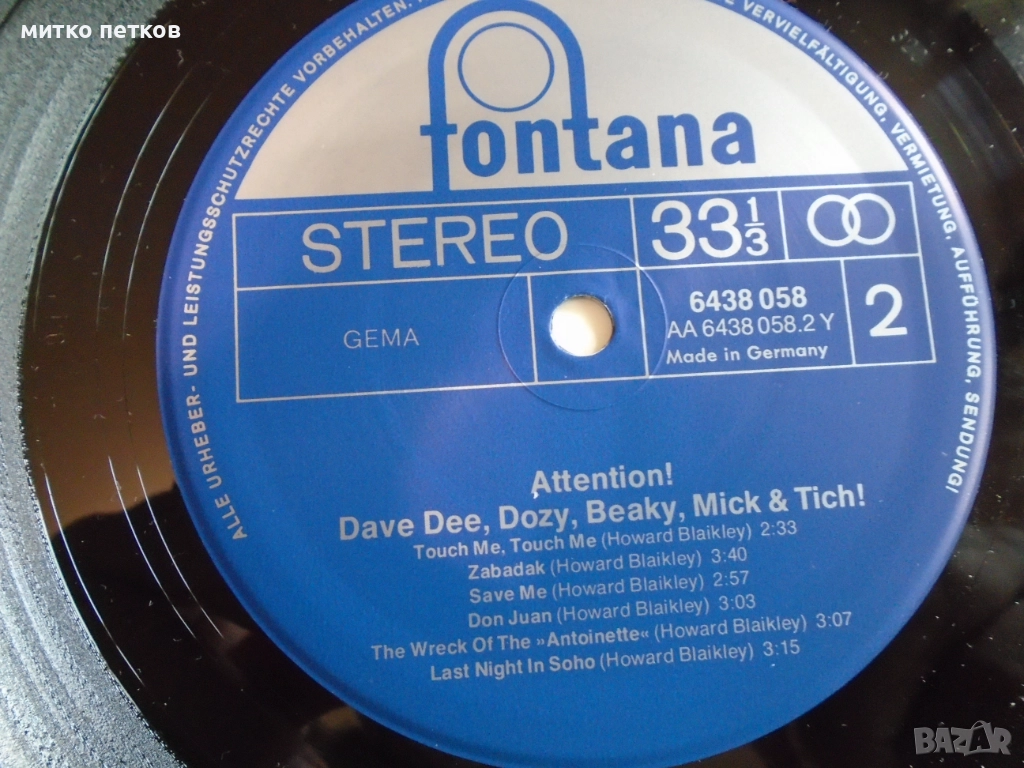 митко петков
ALLE URHEBER- UND LEISTUNGSSCHUTZRECHTE VORBEHALTEN.
VERVIELFÄLTIGUNG, VERMIETUNG, AUFFÜHRUNG, SENDUNG!
fontana
STEREO
33 1/3
GEMA
6438 058
AA 6438 058.2 Y
Made in Germany
2
Attention!
Dave Dee, Dozy, Beaky, Mick & Tich!
Touch Me, Touch Me (Howard Blaikley) 2:33
Zabadak (Howard Blaikley) 3:40
Save Me (Howard Blaikley) 2:57
Don Juan (Howard Blaikley) 3:03
The Wreck Of The »Antoinette« (Howard Blaikley) 3:07
Last Night In Soho (Howard Blaikley) 3:15
BAZAR